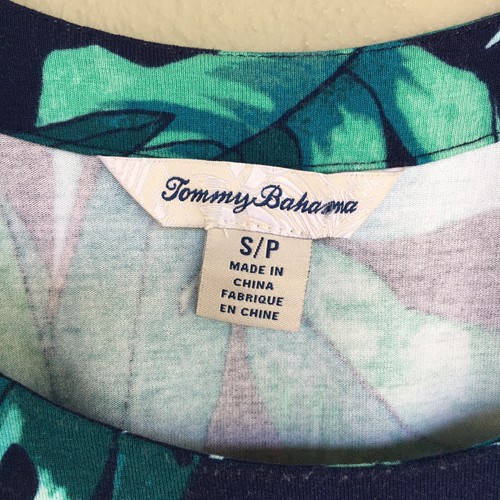 Tommy Bahama
S/P
MADE IN
CHINA
FABRIQUE
EN CHINE